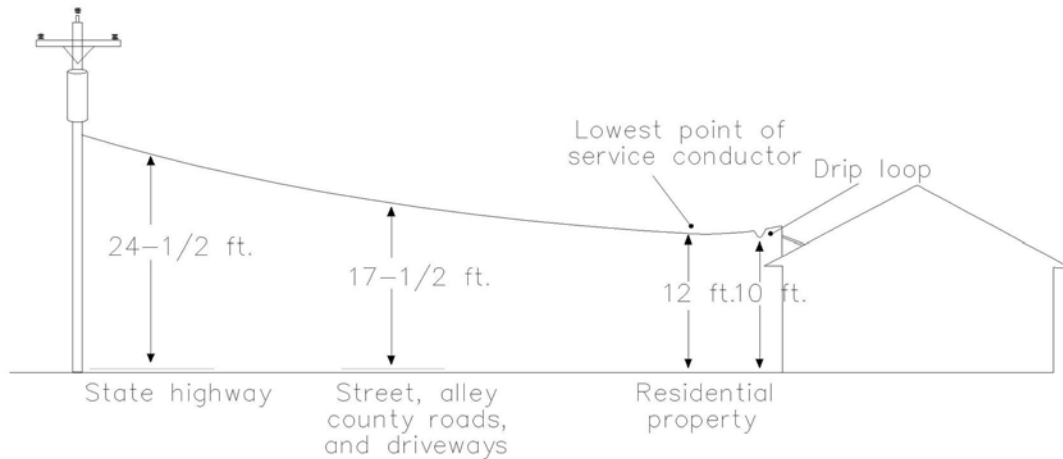 Lowest point of
service conductor
Drip loop
24-1/2 ft.
17-1/2 ft.
12 ft.
10 ft.
State highway
Street, alley
county roads,
and driveways
Residential
property